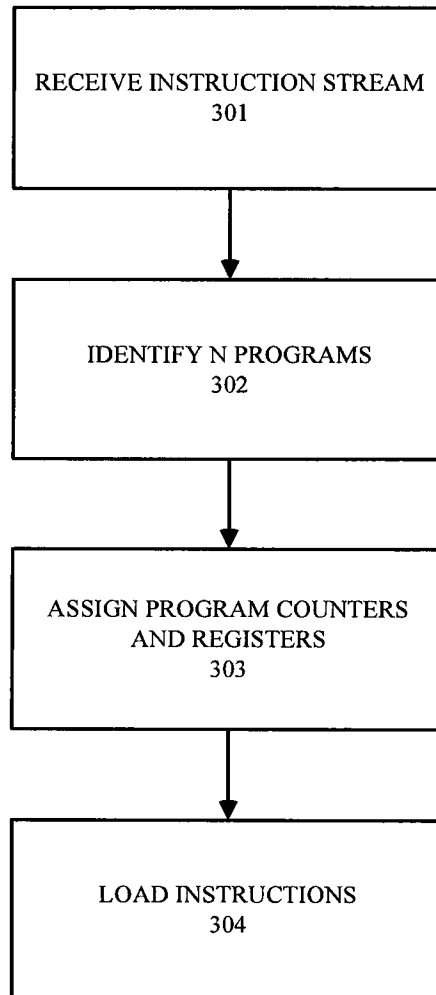 RECEIVE INSTRUCTION STREAM
301
IDENTIFY N PROGRAMS
302
ASSIGN PROGRAM COUNTERS
AND REGISTERS
303
LOAD INSTRUCTIONS
304